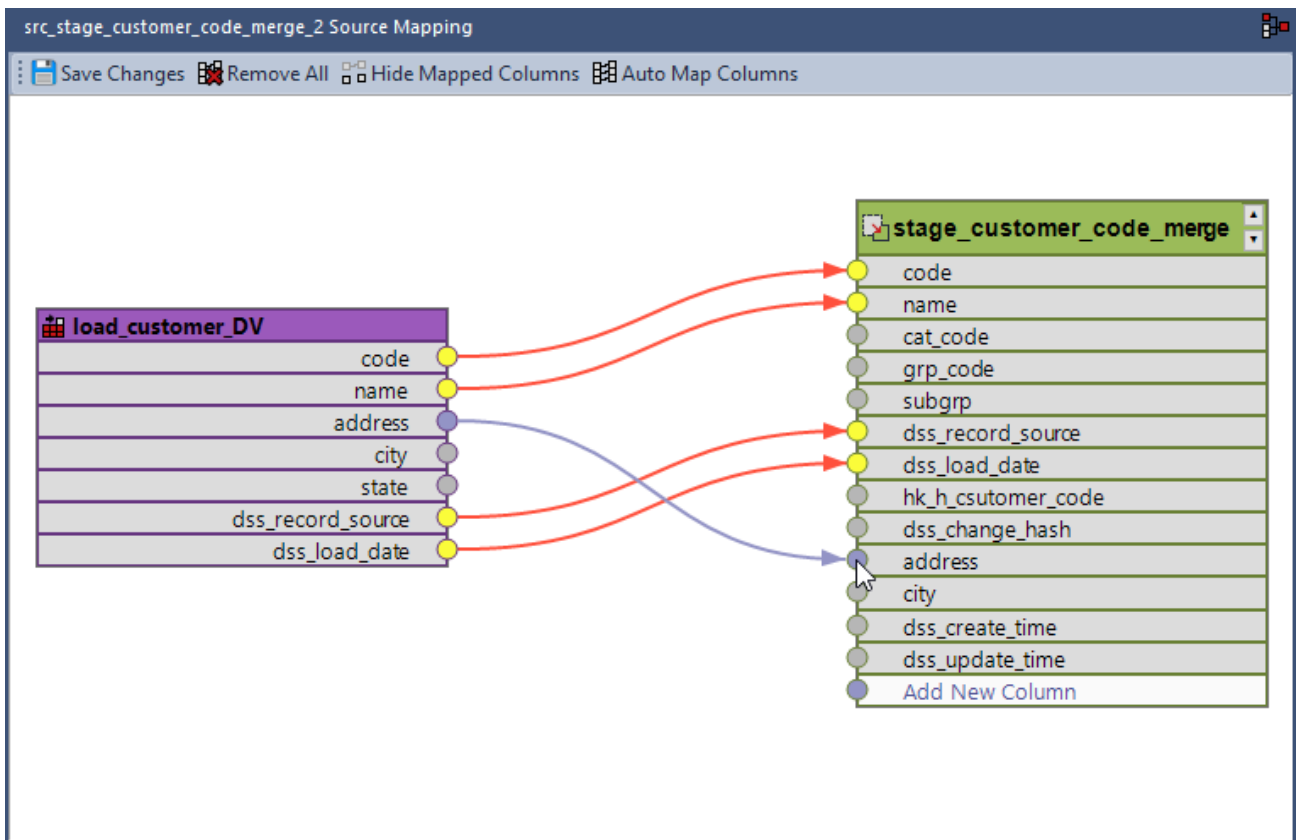 src_stage_customer_code_merge_2 Source Mapping
Save Changes Remove All Hide Mapped Columns Auto Map Columns
load_customer_DV
code
name
address
city
state
dss_record_source
dss_load_date
stage_customer_code_merge
code
name
cat_code
grp_code
subgrp
dss_record_source
dss_load_date
hk_h_csutomer_code
dss_change_hash
address
city
dss_create_time
dss_update_time
Add New Column